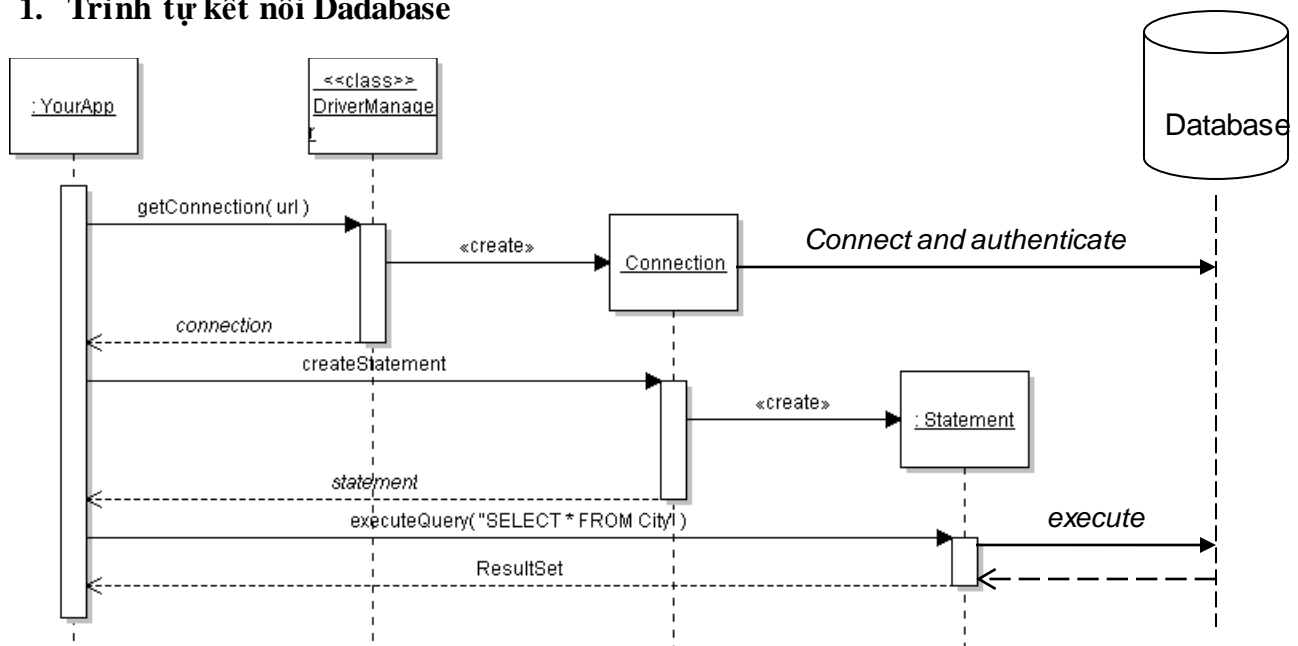 1. Trình tự kết nối Dadabase
<<class>>
: YourApp
DriverManage
r
Database
getConnection( url )
«create»
Connection
Connect and authenticate
connection
createStatement
«create»
: Statement
statement
executeQuery( "SELECT * FROM City" )
execute
ResultSet